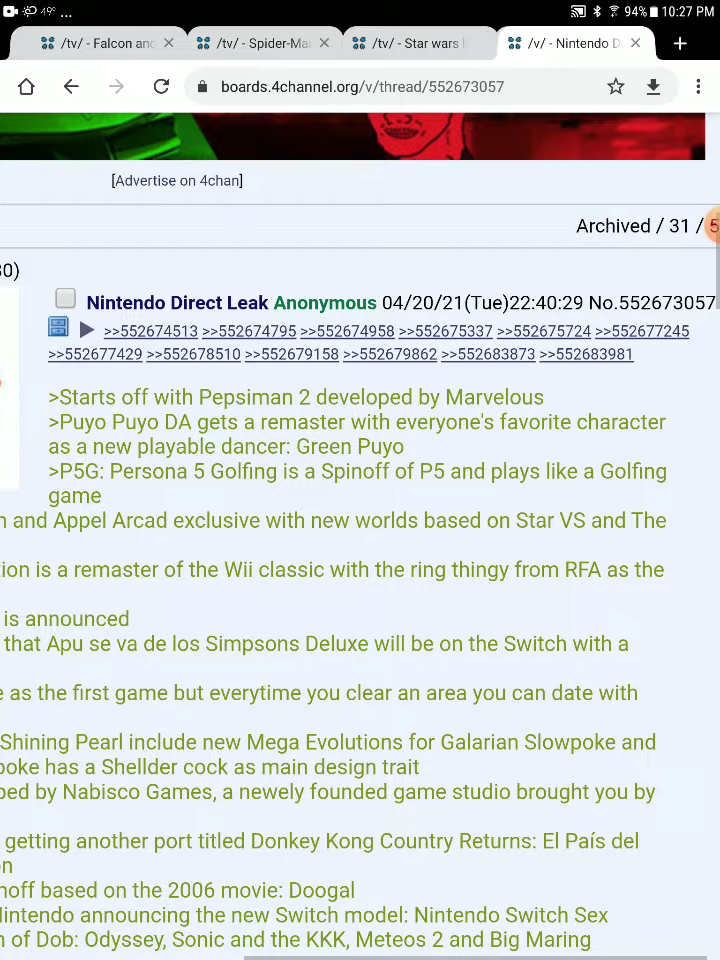 49° ...
94% 10:27 PM
/tv/ - Falcon and
/tv/ - Spider-Ma
/tv/ - Star wars l
/v/ - Nintendo D
boards.4channel.org/v/thread/552673057
[Advertise on 4chan]
Archived / 31 / 5
30)
Nintendo Direct Leak Anonymous 04/20/21(Tue)22:40:29 No.552673057
>>552674513 >>552674795 >>552674958 >>552675337 >>552675724 >>552677245
>>552677429 >>552678510 >>552679158 >>552679862 >>552683873 >>552683981
>Starts off with Pepsiman 2 developed by Marvelous
>Puyo Puyo DA gets a remaster with everyone's favorite character
as a new playable dancer: Green Puyo
>P5G: Persona 5 Golfing is a Spinoff of P5 and plays like a Golfing
game
n and Appel Arcad exclusive with new worlds based on Star VS and The
ion is a remaster of the Wii classic with the ring thingy from RFA as the
is announced
that Apu se va de los Simpsons Deluxe will be on the Switch with a
e as the first game but everytime you clear an area you can date with
Shining Pearl include new Mega Evolutions for Galarian Slowpoke and
poke has a Shellder cock as main design trait
ped by Nabisco Games, a newly founded game studio brought you by
getting another port titled Donkey Kong Country Returns: El País del
on
noff based on the 2006 movie: Doogal
Nintendo announcing the new Switch model: Nintendo Switch Sex
n of Dob: Odyssey, Sonic and the KKK, Meteos 2 and Big Maring